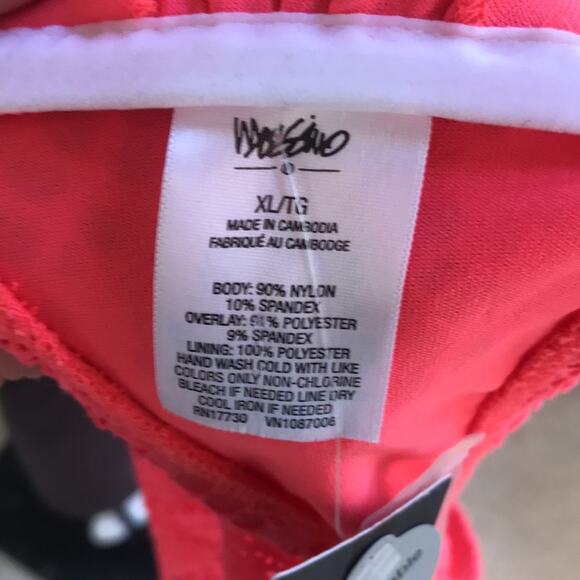 Mossimo
XL/TG
MADE IN CAMBODIA
FABRIQUÉ AU CAMBODGE
BODY: 90% NYLON
10% SPANDEX
OVERLAY: 91% POLYESTER
9% SPANDEX
LINING: 100% POLYESTER
HAND WASH COLD WITH LIKE
COLORS ONLY NON-CHLORINE
BLEACH IF NEEDED LINE DRY
COOL IRON IF NEEDED
RN17730 VN1087006